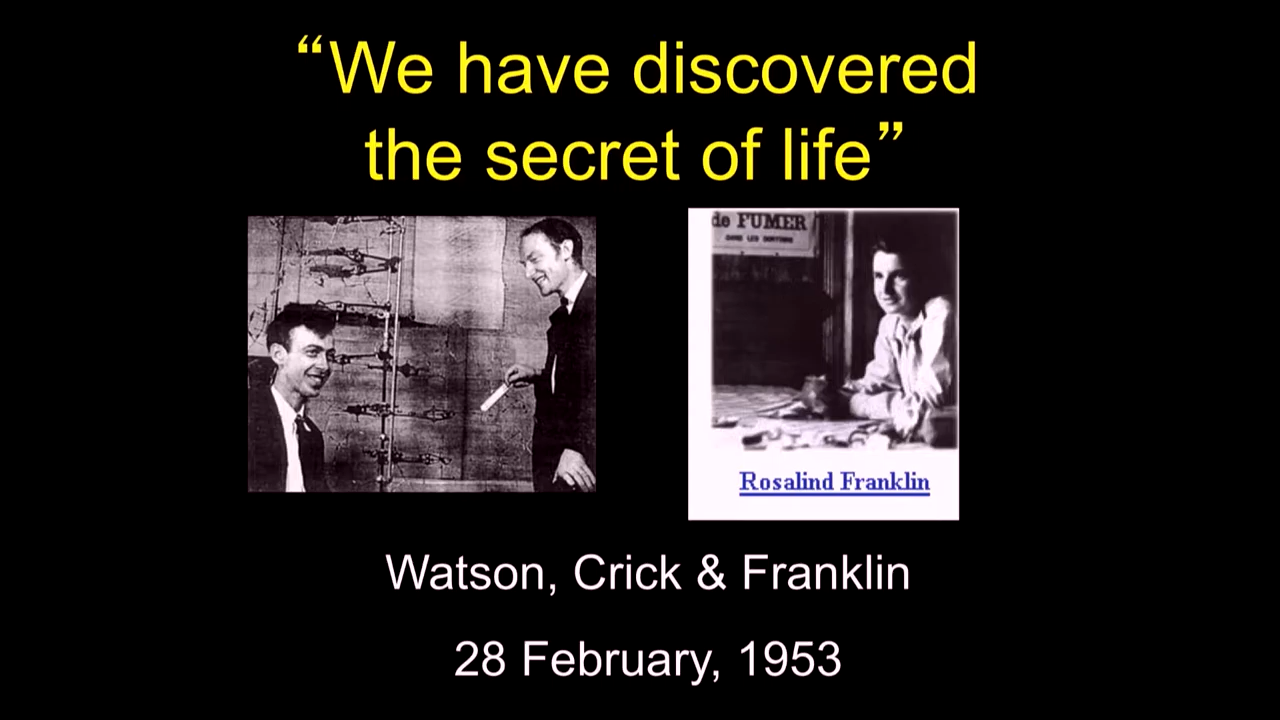 “We have discovered
the secret of life”
de FUMER
Rosalind Franklin
Watson, Crick & Franklin
28 February, 1953